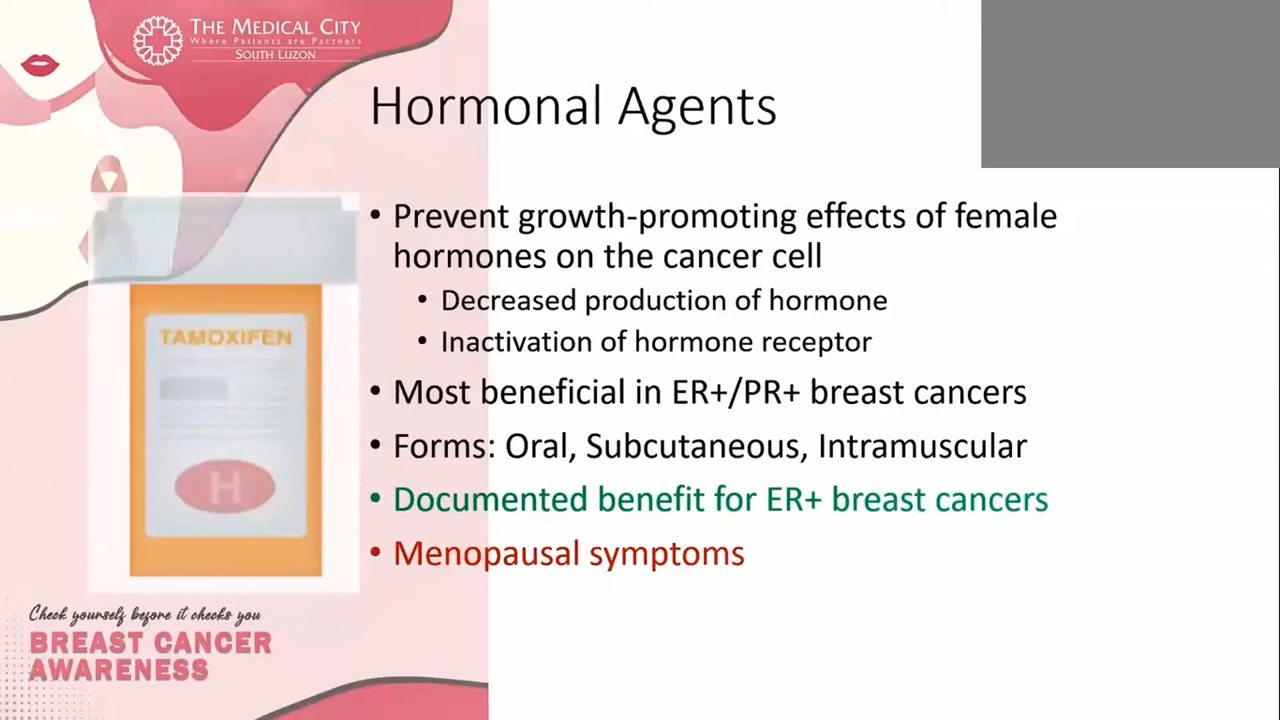 THE MEDICAL CITY
Where Patients are Partners
SOUTH LUZON
Hormonal Agents
• Prevent growth-promoting effects of female
hormones on the cancer cell
• Decreased production of hormone
• Inactivation of hormone receptor
• Most beneficial in ER+/PR+ breast cancers
• Forms: Oral, Subcutaneous, Intramuscular
• Documented benefit for ER+ breast cancers
• Menopausal symptoms
TAMOXIFEN
H
Check yourself before it checks you
BREAST CANCER
AWARENESS